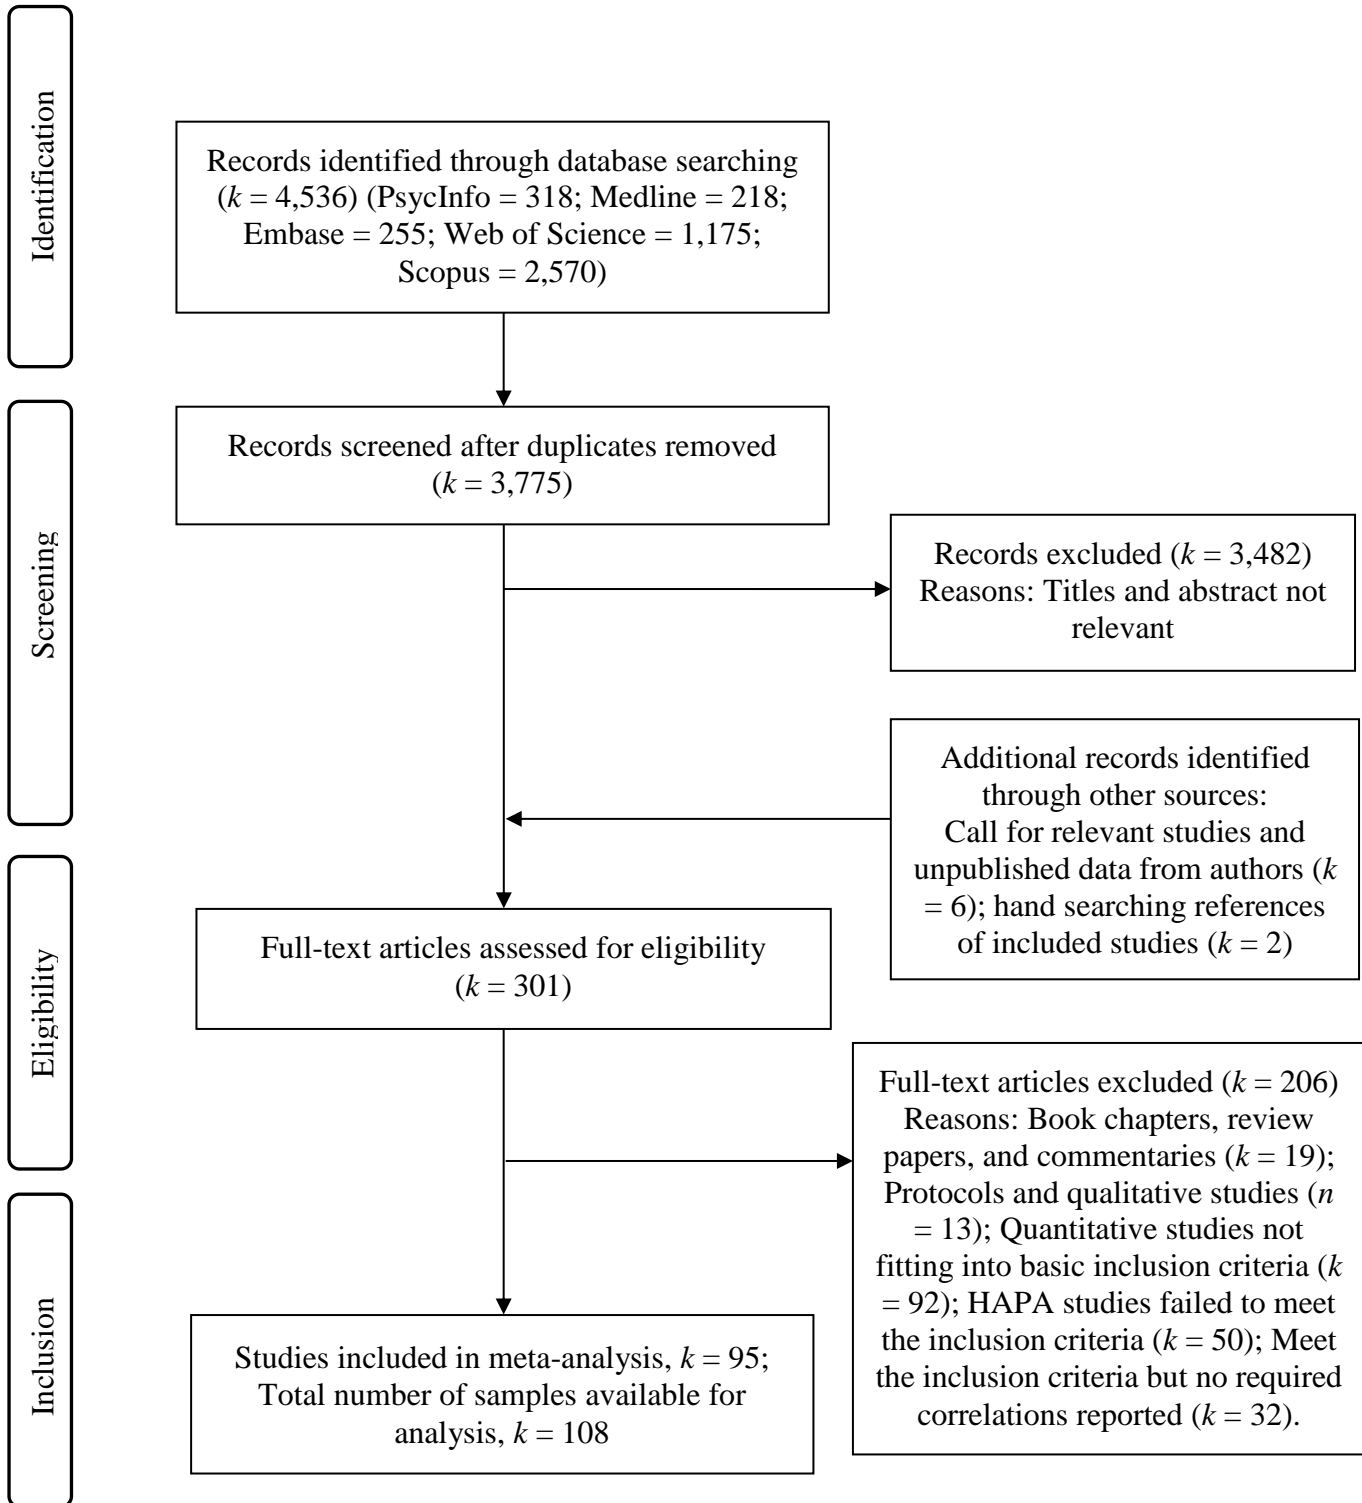 Identification
Records identified through database searching
(k = 4,536) (PsycInfo = 318; Medline = 218;
Embase = 255; Web of Science = 1,175;
Scopus = 2,570)
Screening
Records screened after duplicates removed
(k = 3,775)
Records excluded (k = 3,482)
Reasons: Titles and abstract not
relevant
Additional records identified
through other sources:
Call for relevant studies and
unpublished data from authors (k
= 6); hand searching references
of included studies (k = 2)
Eligibility
Full-text articles assessed for eligibility
(k = 301)
Full-text articles excluded (k = 206)
Reasons: Book chapters, review
papers, and commentaries (k = 19);
Protocols and qualitative studies (n
= 13); Quantitative studies not
fitting into basic inclusion criteria (k
= 92); HAPA studies failed to meet
the inclusion criteria (k = 50); Meet
the inclusion criteria but no required
correlations reported (k = 32).
Inclusion
Studies included in meta-analysis, k = 95;
Total number of samples available for
analysis, k = 108